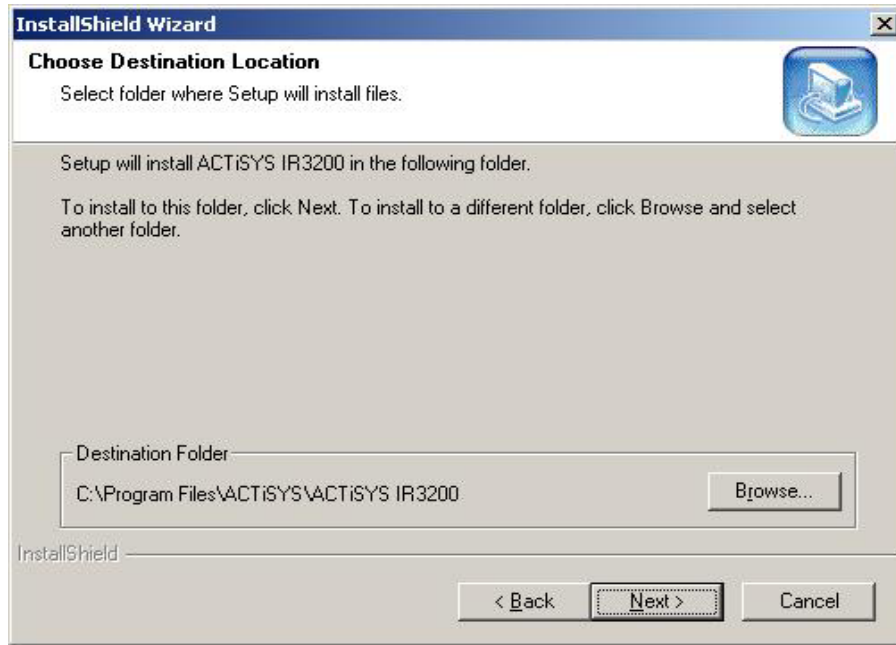 InstallShield Wizard
Choose Destination Location
Select folder where Setup will install files.
Setup will install ACTiSYS IR3200 in the following folder.
To install to this folder, click Next. To install to a different folder, click Browse and select
another folder.
Destination Folder
C:\Program Files\ACTiSYS\ACTiSYS IR3200
Browse...
InstallShield
< Back Next > Cancel